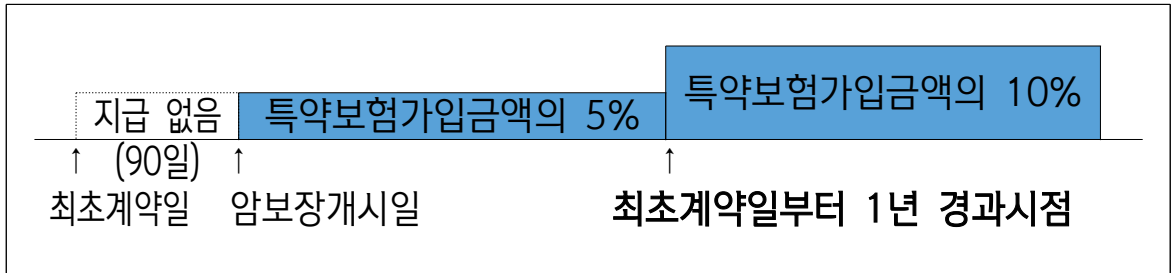 특약보험가입금액의 10%
지급 없음 특약보험가입금액의 5%
↑ (90일) ↑ ↑
최초계약일 암보장개시일 최초계약일부터 1년 경과시점